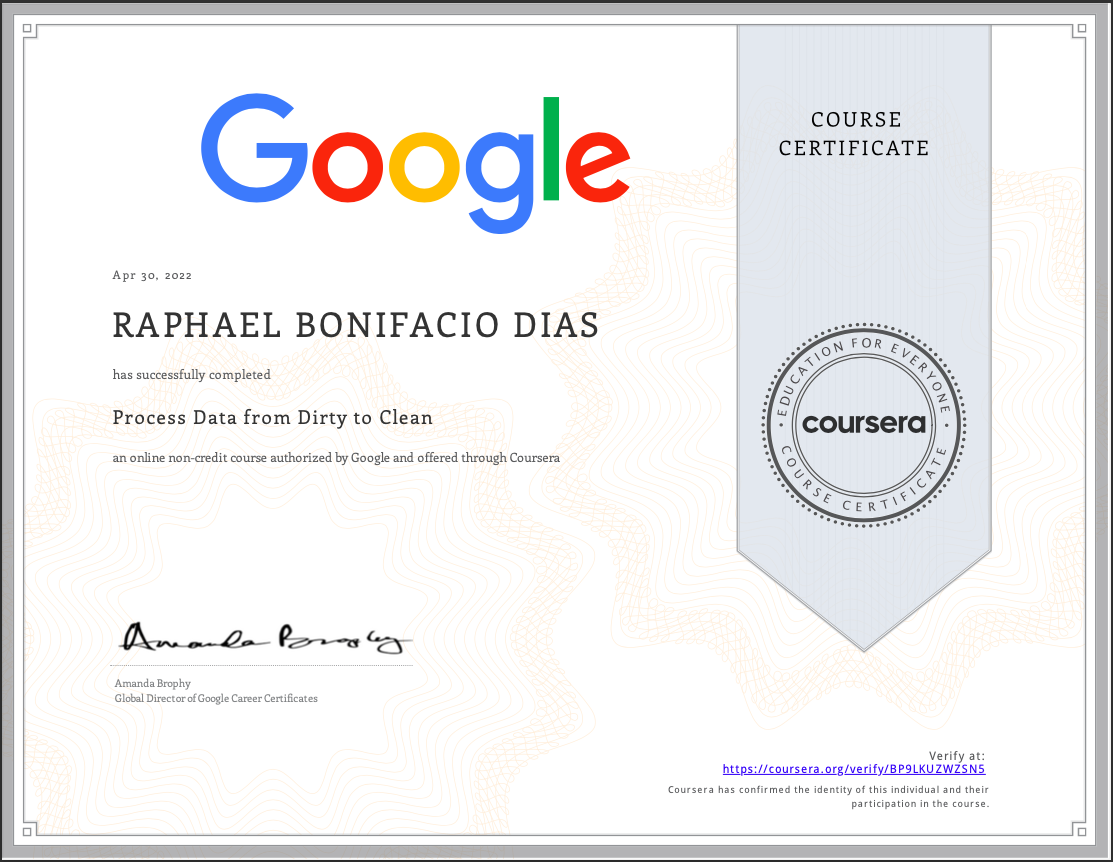 Google
COURSE
CERTIFICATE
Apr 30, 2022
RAPHAEL BONIFACIO DIAS
has successfully completed
Process Data from Dirty to Clean
an online non-credit course authorized by Google and offered through Coursera
EDUCATION FOR EVERYONE
coursera
COURSE CERTIFICATE
Amanda Brophy
Amanda Brophy
Global Director of Google Career Certificates
Verify at:
https://coursera.org/verify/BP9LKUZWZSN5
Coursera has confirmed the identity of this individual and their
participation in the course.